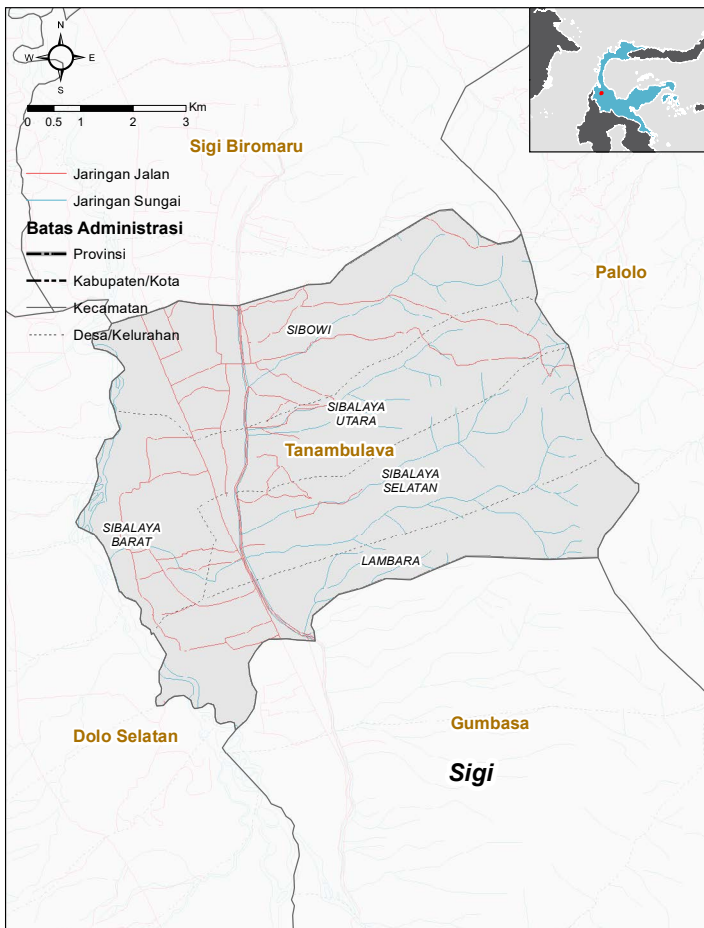 N
W E
S
Km
0 0.5 1 2 3
Sigi Biromaru
Jaringan Jalan
Jaringan Sungai
Batas Administrasi
Provinsi
Kabupaten/Kota
Kecamatan
Desa/Kelurahan
Palolo
SIBOWI
SIBALAYA
UTARA
Tanambulava
SIBALAYA
SELATAN
SIBALAYA
BARAT
LAMBARA
Dolo Selatan
Gumbasa
Sigi